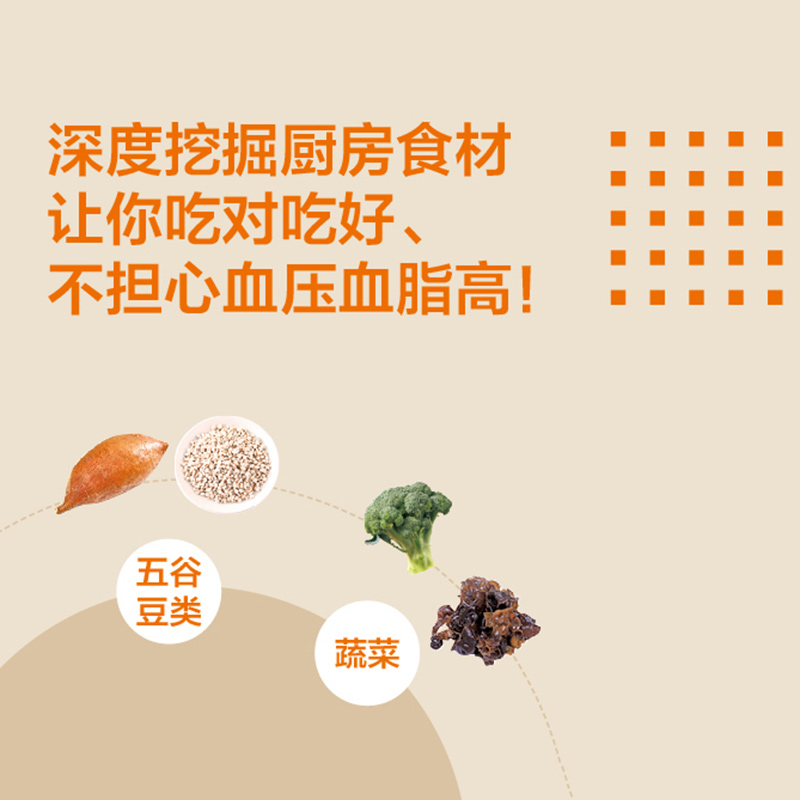 深度挖掘厨房食材
让你吃对吃好、
不担心血压血脂高！
五谷
豆类
蔬菜